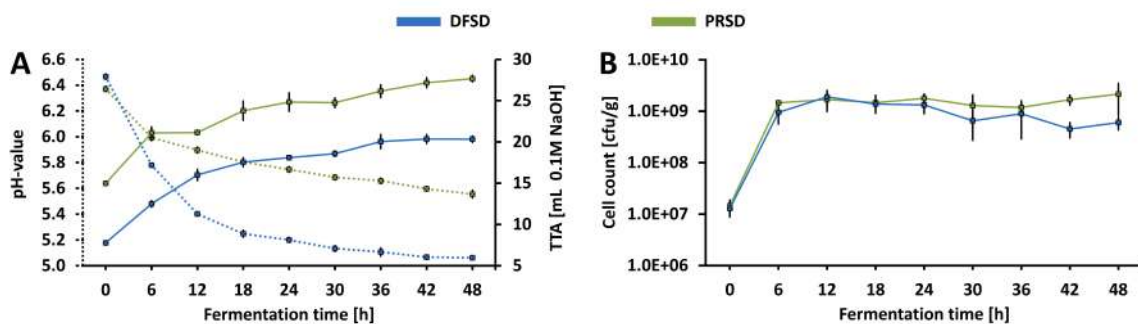 DFSD PRSD
A
6.6
6.4
6.2
6.0
5.8
5.6
5.4
5.2
5.0
pH-value
0 6 12 18 24 30 36 42 48
Fermentation time [h]
30
25
20
15
10
5
TTA [mL 0.1M NaOH]
B
1.0E+10
1.0E+09
1.0E+08
1.0E+07
1.0E+06
Cell count [cfu/g]
0 6 12 18 24 30 36 42 48
Fermentation time [h]